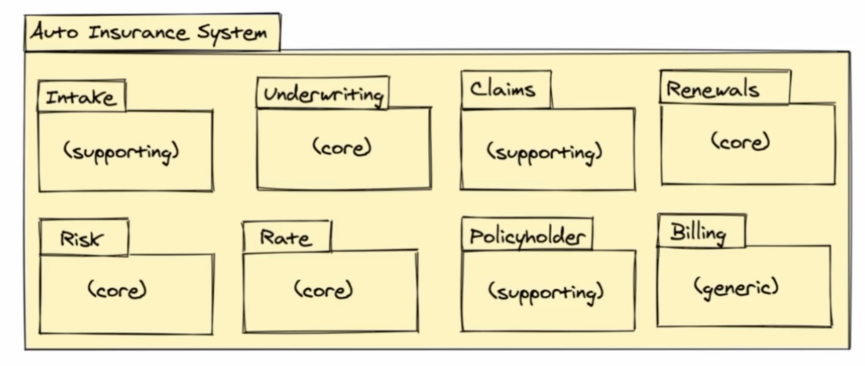 Auto Insurance System
Intake
(supporting)
Underwriting
(core)
Claims
(supporting)
Renewals
(core)
Risk
(core)
Rate
(core)
Policyholder
(supporting)
Billing
(generic)